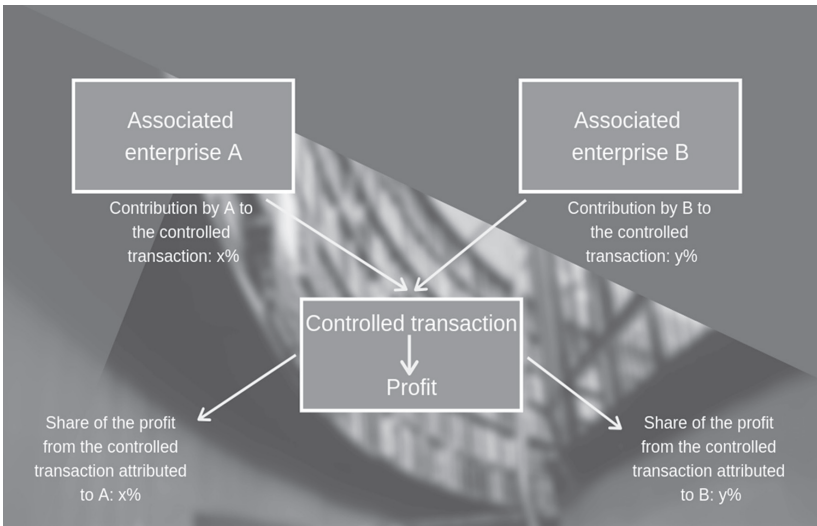 Associated
enterprise A
Associated
enterprise B
Contribution by A to
the controlled
transaction: x%
Contribution by B to
the controlled
transaction: y%
Controlled transaction
Profit
Share of the profit
from the controlled
transaction attributed
to A: x%
Share of the profit
from the controlled
transaction attributed
to B: y%